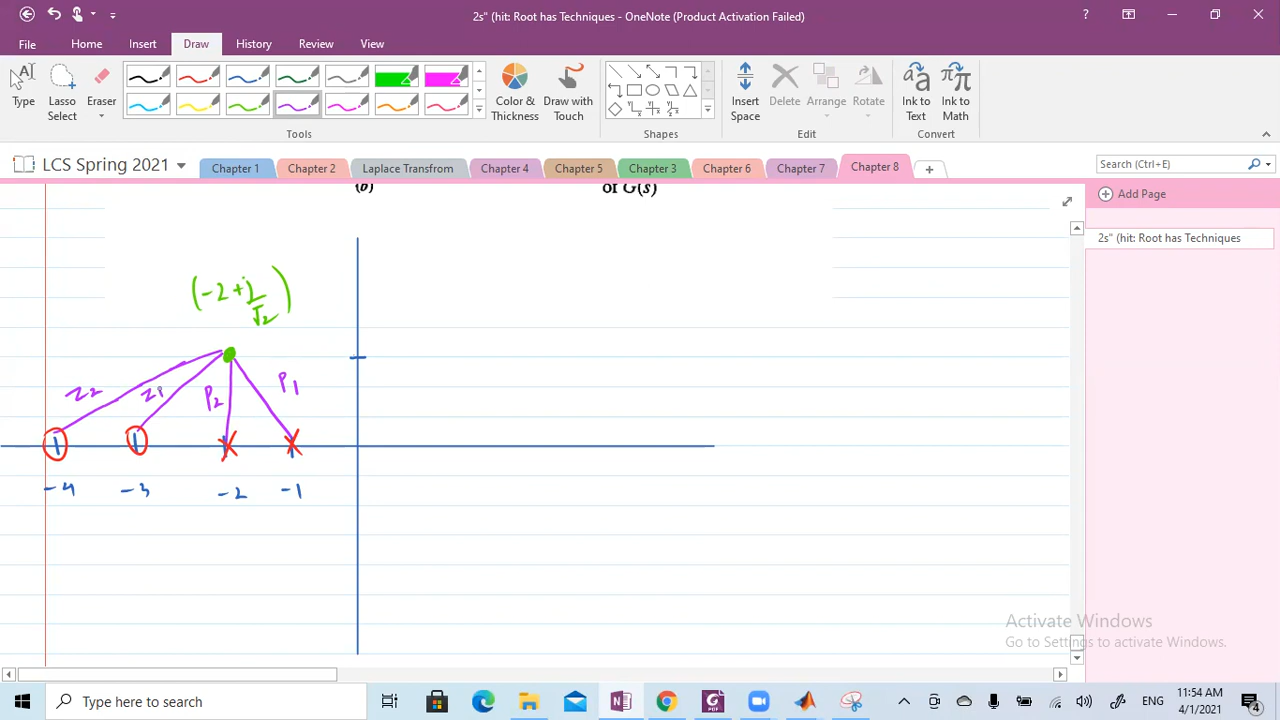 2s" (hit: Root has Techniques - OneNote (Product Activation Failed)
File Home Insert Draw History Review View
Type
Lasso Select
Eraser
Color & Thickness
Draw with Touch
Insert Space
Delete
Arrange
Rotate
Ink to Text
Ink to Math
Tools
Shapes
Edit
Convert
LCS Spring 2021
Chapter 1 Chapter 2 Laplace Transfrom Chapter 4 Chapter 5 Chapter 3 Chapter 6 Chapter 7 Chapter 8
Search (Ctrl+E)
Add Page
2s" (hit: Root has Techniques
(b) of G(s)
(-2+j/√2)
Z2 Z1 P2 P1
-4 -3 -2 -1
Activate Windows
Go to Settings to activate Windows.
Type here to search
ENG
11:54 AM
4/1/2021
4